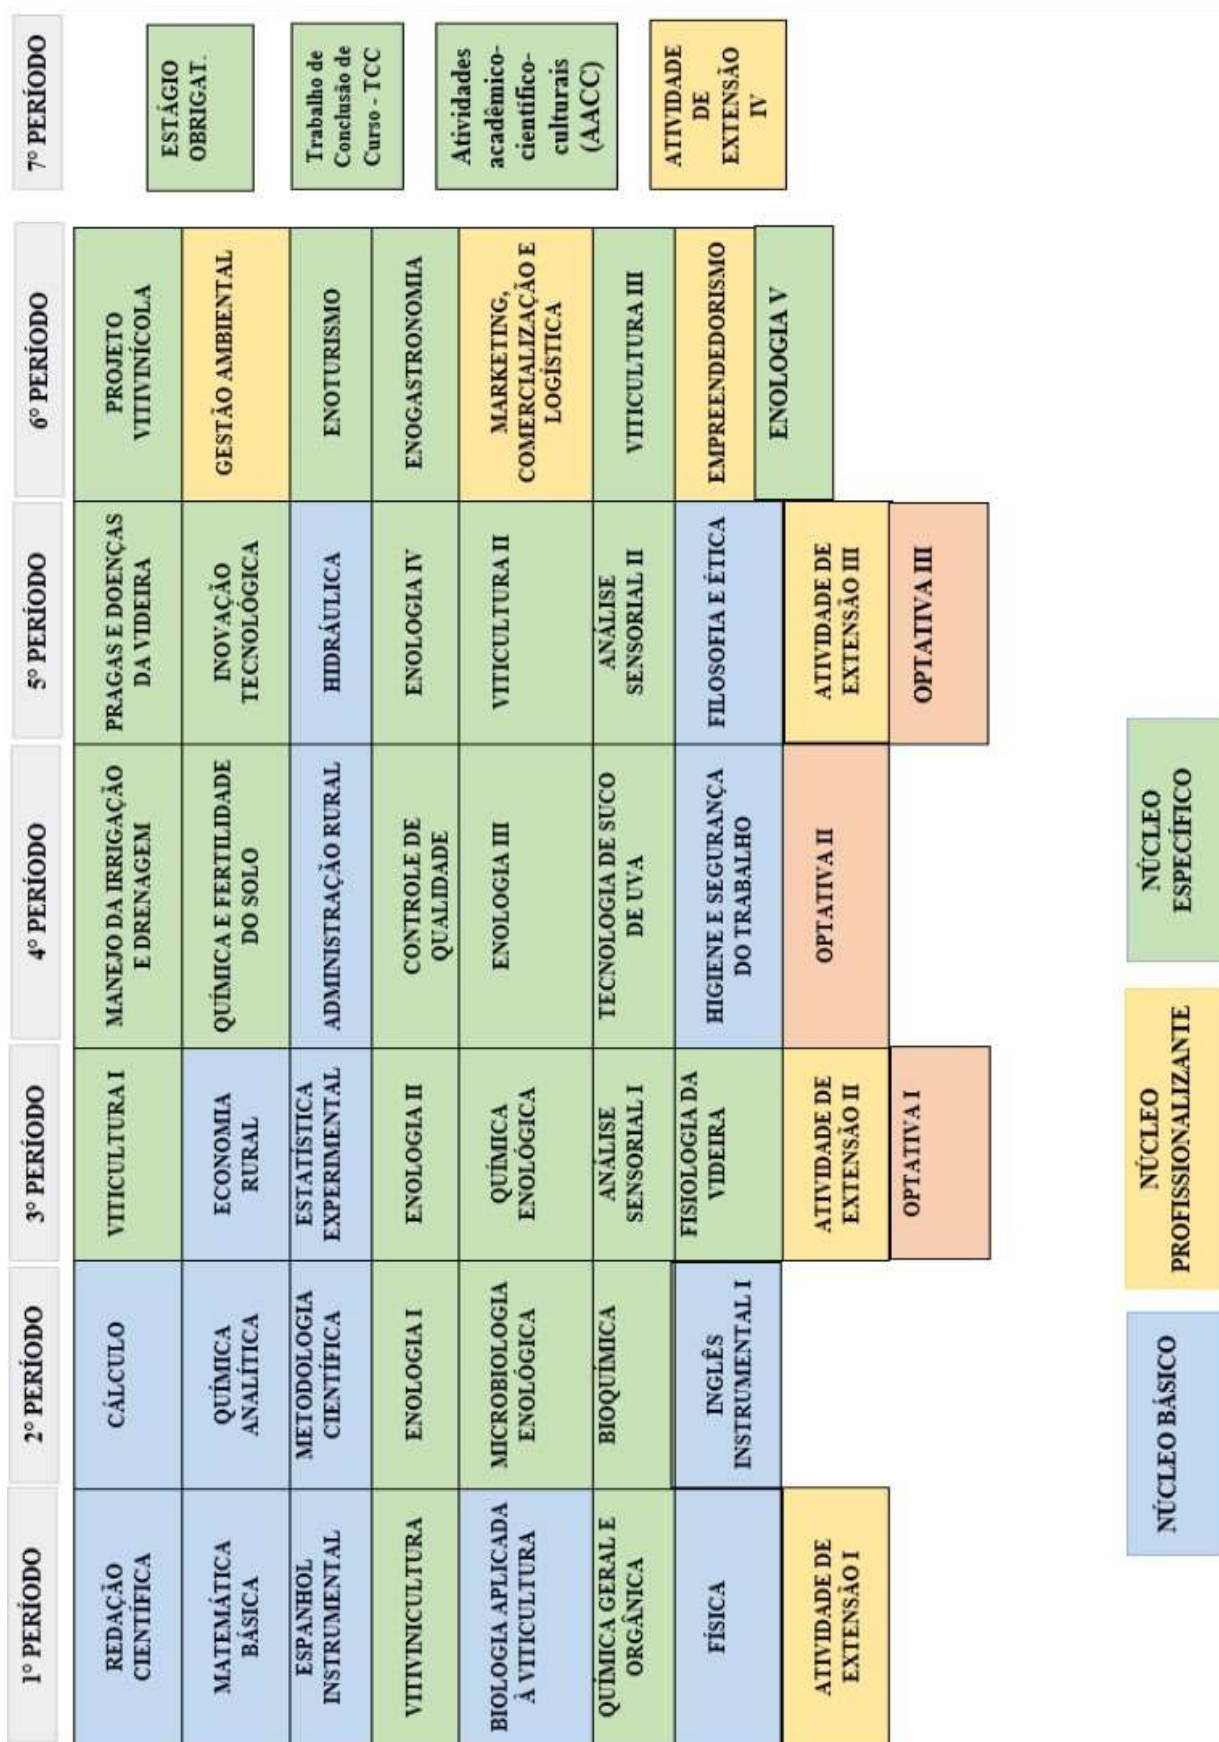 1º PERÍODO
REDAÇÃO
CIENTÍFICA
MATEMÁTICA
BÁSICA
ESPANHOL
INSTRUMENTAL
VITIVINICULTURA
BIOLOGIA APLICADA
À VITICULTURA
QUÍMICA GERAL E
ORGÂNICA
FÍSICA
ATIVIDADE DE
EXTENSÃO I
2º PERÍODO
CÁLCULO
QUÍMICA
ANALÍTICA
METODOLOGIA
CIENTÍFICA
ENOLOGIA I
MICROBIOLOGIA
ENOLÓGICA
BIOQUÍMICA
INGLÊS
INSTRUMENTAL I
3º PERÍODO
VITICULTURA I
ECONOMIA
RURAL
ESTATÍSTICA
EXPERIMENTAL
ENOLOGIA II
QUÍMICA
ENOLÓGICA
ANÁLISE
SENSORIAL I
FISIOLOGIA DA
VIDEIRA
ATIVIDADE DE
EXTENSÃO II
OPTATIVA I
4º PERÍODO
MANEJO DA IRRIGAÇÃO
E DRENAGEM
QUÍMICA E FERTILIDADE
DO SOLO
ADMINISTRAÇÃO RURAL
CONTROLE DE
QUALIDADE
ENOLOGIA III
TECNOLOGIA DE SUCO
DE UVA
HIGIENE E SEGURANÇA
DO TRABALHO
OPTATIVA II
5º PERÍODO
PRAGAS E DOENÇAS
DA VIDEIRA
INOVAÇÃO
TECNOLÓGICA
HIDRÁULICA
ENOLOGIA IV
VITICULTURA II
ANÁLISE
SENSORIAL II
FILOSOFIA E ÉTICA
ATIVIDADE DE
EXTENSÃO III
OPTATIVA III
6º PERÍODO
PROJETO
VITIVINÍCOLA
GESTÃO AMBIENTAL
ENOTURISMO
ENOGASTRONOMIA
MARKETING,
COMERCIALIZAÇÃO E
LOGÍSTICA
VITICULTURA III
EMPREENDEDORISMO
ENOLOGIA V
7º PERÍODO
ESTÁGIO
OBRIGAT.
Trabalho de
Conclusão de
Curso - TCC
Atividades
acadêmico-
científico-
culturais
(AACC)
ATIVIDADE
DE
EXTENSÃO
IV
NÚCLEO BÁSICO
NÚCLEO
PROFISSIONALIZANTE
NÚCLEO
ESPECÍFICO